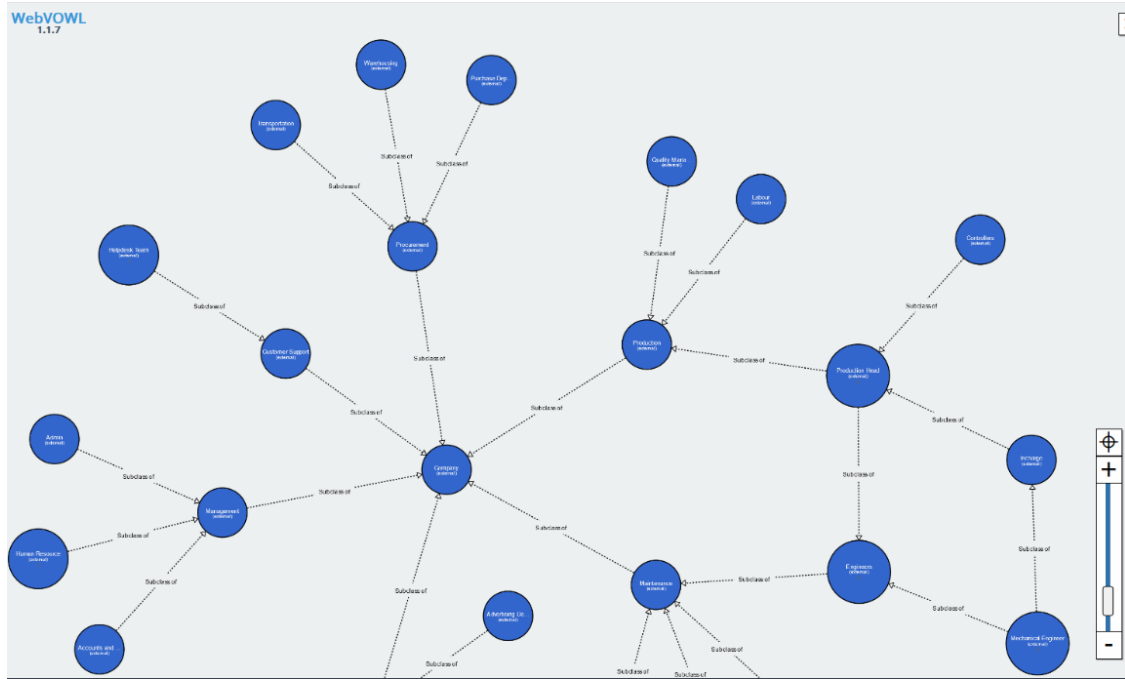 WebVOWL
1.1.7
Warehousing
(external)
Purchase Dep...
(external)
Transportation
(external)
Quality Mana...
(external)
Labour
(external)
Subclass of
Subclass of
Subclass of
Subclass of
Subclass of
Procurement
(external)
Controllers
(external)
Helpdesk Team
(external)
Subclass of
Subclass of
Customer Support
(external)
Production
(external)
Subclass of
Subclass of
Production Head
(external)
Subclass of
Subclass of
Subclass of
Admin
(external)
Company
(external)
Incharge
(external)
Subclass of
Subclass of
Management
(external)
Subclass of
Subclass of
Subclass of
Subclass of
Human Resource
(external)
Subclass of
Maintenance
(external)
Subclass of
Engineers
(external)
Subclass of
Advertising De...
(external)
Mechanical Engineer
(external)
Accounts and ...
(external)
Subclass of
Subclass of
Subclass of
Subclass of
+
-